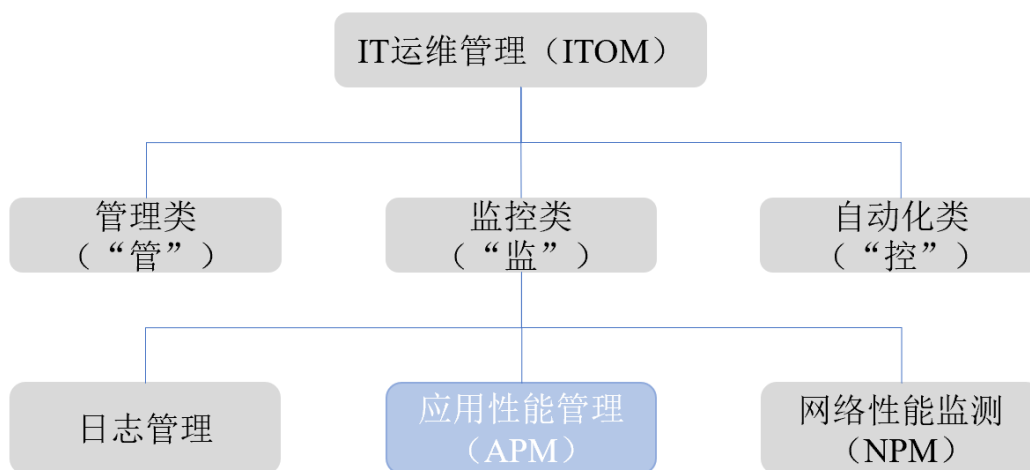 IT运维管理（ITOM）
管理类
（“管”）
监控类
（“监”）
自动化类
（“控”）
日志管理
应用性能管理
（APM）
网络性能监测
（NPM）